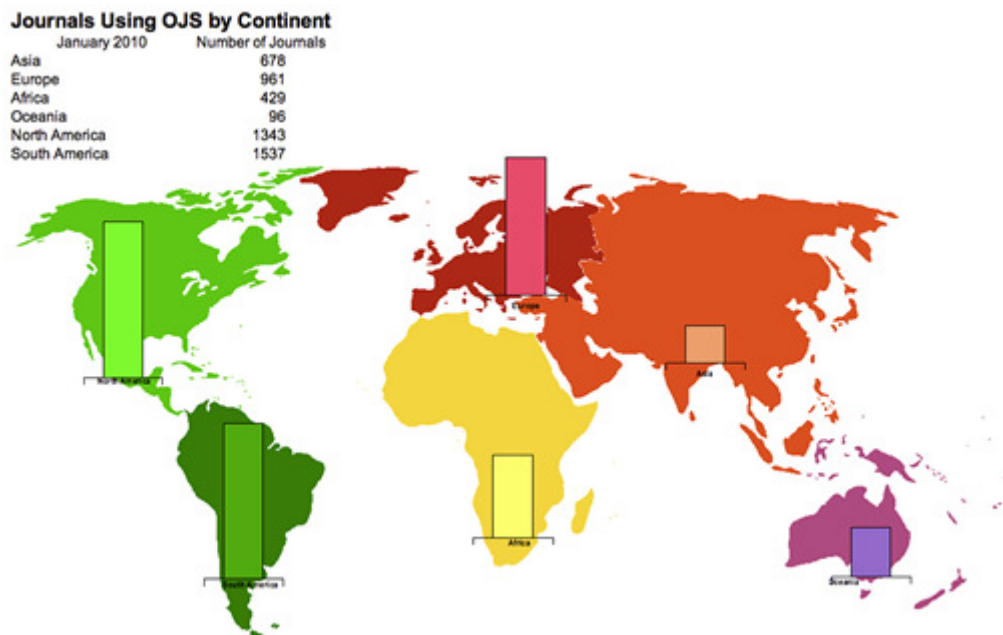 Journals Using OJS by Continent
January 2010 Number of Journals
Asia 678
Europe 961
Africa 429
Oceania 96
North America 1343
South America 1537
Europe
Asia
North America
Africa
South America
Oceania